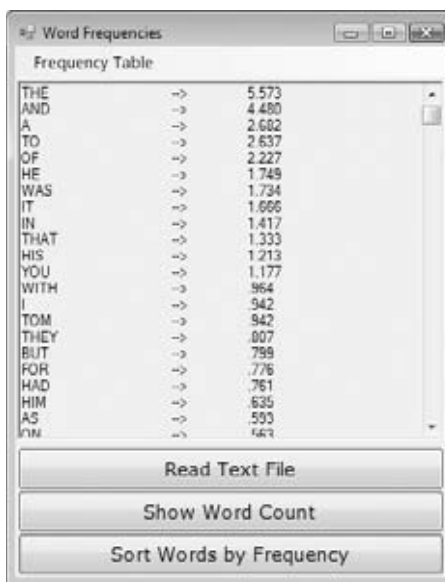 Word Frequencies
Frequency Table
THE --> 5.573
AND --> 4.480
A --> 2.682
TO --> 2.637
OF --> 2.227
HE --> 1.749
WAS --> 1.734
IT --> 1.666
IN --> 1.417
THAT --> 1.333
HIS --> 1.213
YOU --> 1.177
WITH --> .964
I --> .942
TOM --> .942
THEY --> .807
BUT --> .799
FOR --> .776
HAD --> .761
HIM --> .635
AS --> .593
ON --> .563
Read Text File
Show Word Count
Sort Words by Frequency